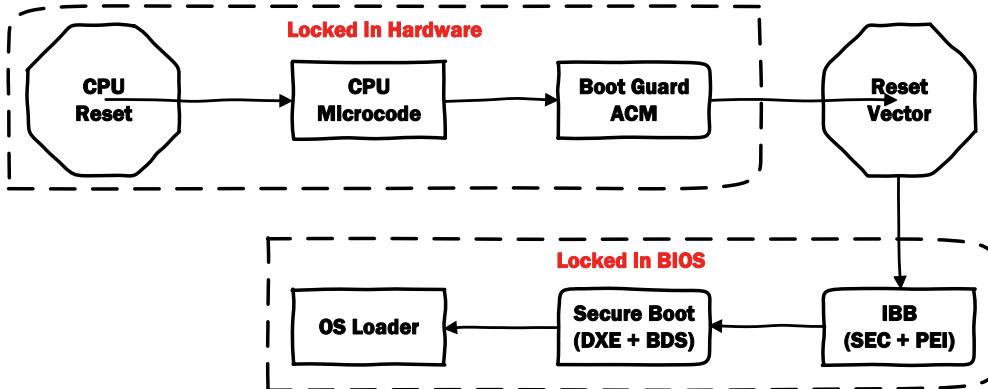 Locked in Hardware
CPU
Reset
CPU
Microcode
Boot Guard
ACM
Reset
Vector
Locked in BIOS
OS Loader
Secure Boot
(DXE + BDS)
IBB
(SEC + PEI)